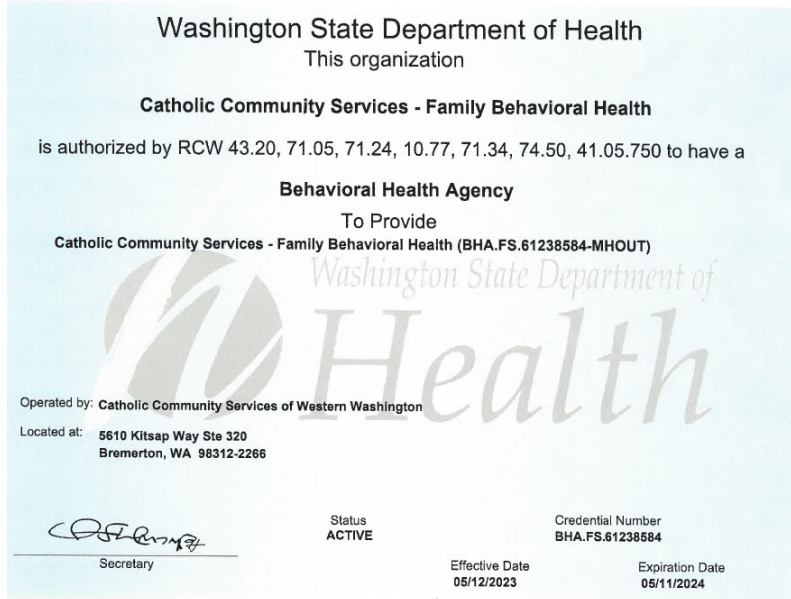 Washington State Department of Health
This organization
Catholic Community Services - Family Behavioral Health
is authorized by RCW 43.20, 71.05, 71.24, 10.77, 71.34, 74.50, 41.05.750 to have a
Behavioral Health Agency
To Provide
Catholic Community Services - Family Behavioral Health (BHA.FS.61238584-MHOUT)
Washington State Department of
Health
Operated by: Catholic Community Services of Western Washington
Located at: 5610 Kitsap Way Ste 320
Bremerton, WA 98312-2266
Status
ACTIVE
Credential Number
BHA.FS.61238584
Secretary
Effective Date
05/12/2023
Expiration Date
05/11/2024